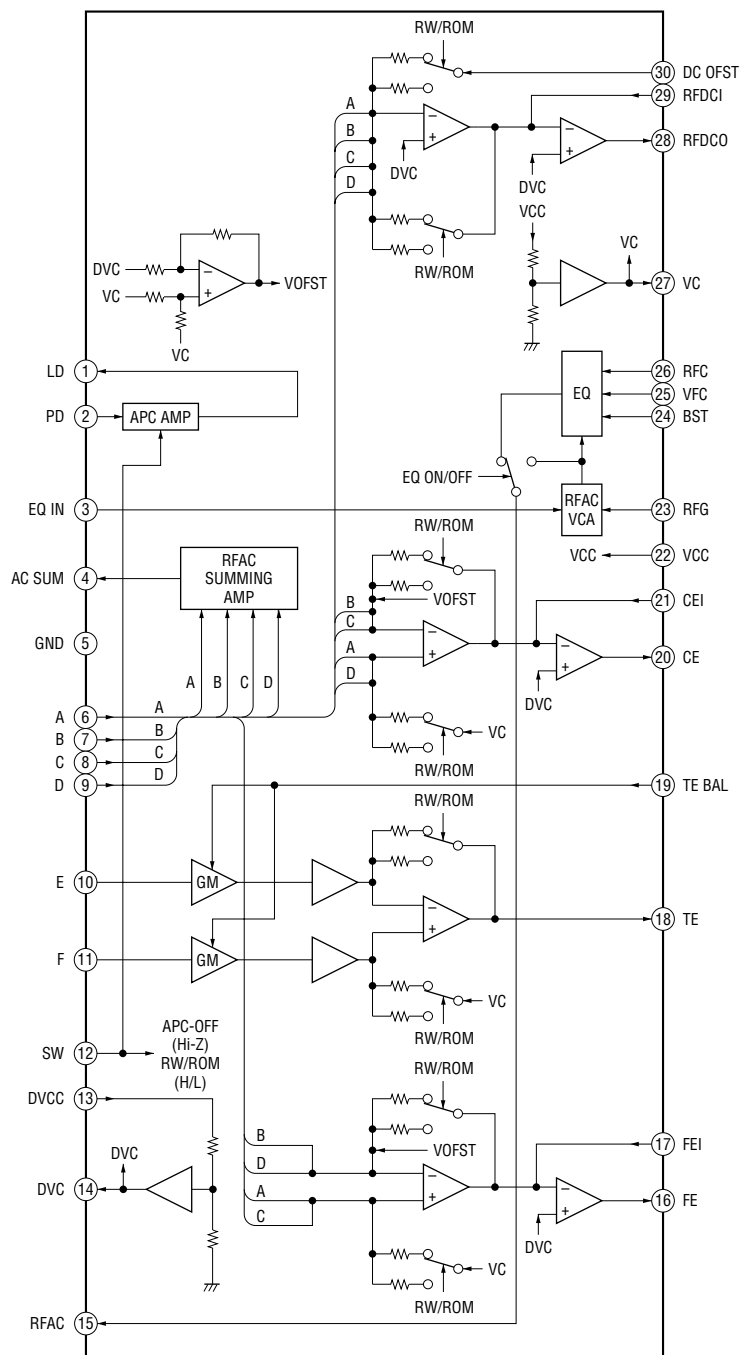 RW/ROM
30 DC OFST
29 RFDCI
A
B
C
D
DVC
28 RFDCO
DVC
VCC
RW/ROM
VC
DVC
VC
VOFST
VC
27 VC
LD 1
PD 2
APC AMP
EQ
26 RFC
25 VFC
24 BST
EQ ON/OFF
EQ IN 3
RFAC
VCA
23 RFG
RW/ROM
VCC
22 VCC
AC SUM 4
RFAC
SUMMING
AMP
VOFST
21 CEI
GND 5
B
C
A
D
20 CE
DVC
A
B
C
D
A 6
A
B 7
B
C 8
C
D 9
D
VC
RW/ROM
19 TE BAL
RW/ROM
E 10
GM
18 TE
F 11
GM
VC
RW/ROM
SW 12
APC-OFF
(Hi-Z)
RW/ROM
(H/L)
RW/ROM
DVCC 13
VOFST
17 FEI
DVC
B
D
A
C
DVC 14
16 FE
DVC
VC
RW/ROM
RFAC 15